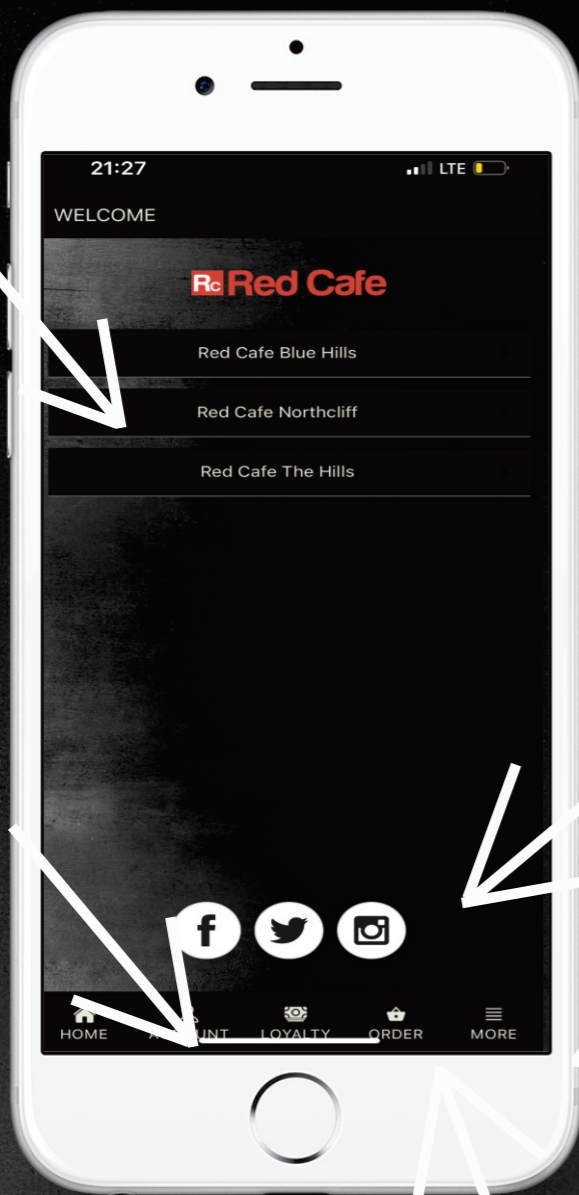 21:27 LTE
WELCOME
Rc Red Cafe
Red Cafe Blue Hills
Red Cafe Northcliff
Red Cafe The Hills
f
HOME ACCOUNT LOYALTY ORDER MORE